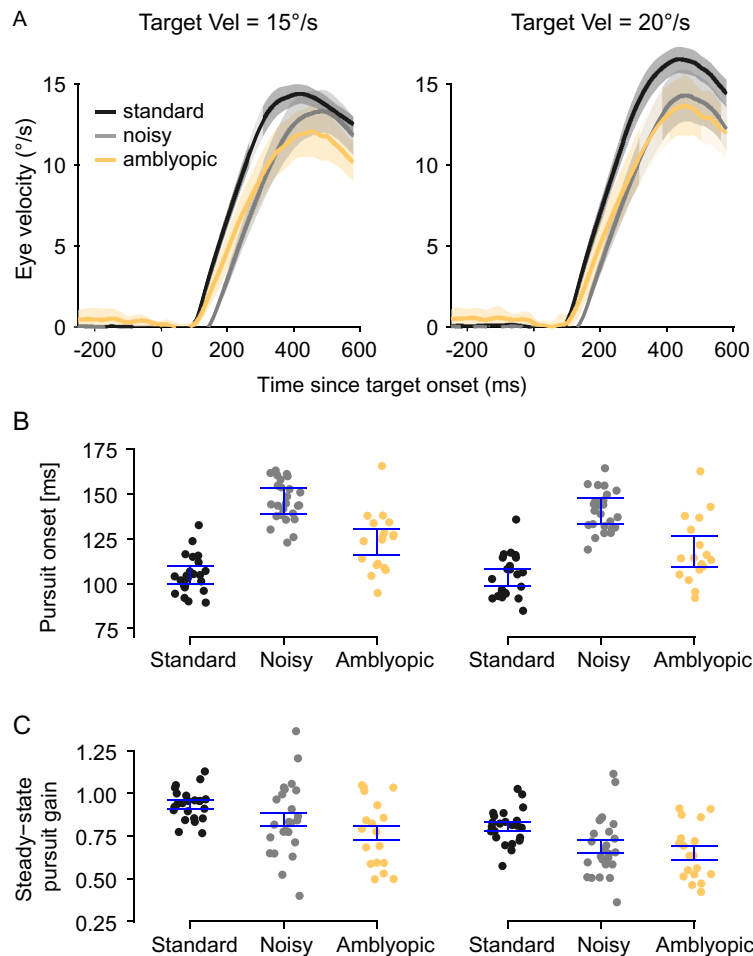 A
Target Vel = 15°/s
Target Vel = 20°/s
Eye velocity (°/s)
15
10
5
0
standard
noisy
amblyopic
-200 0 200 400 600
15
10
5
0
-200 0 200 400 600
Time since target onset (ms)
B
Pursuit onset [ms]
175
150
125
100
75
Standard Noisy Amblyopic
Standard Noisy Amblyopic
C
Steady−state
pursuit gain
1.25
1.00
0.75
0.50
0.25
Standard Noisy Amblyopic
Standard Noisy Amblyopic